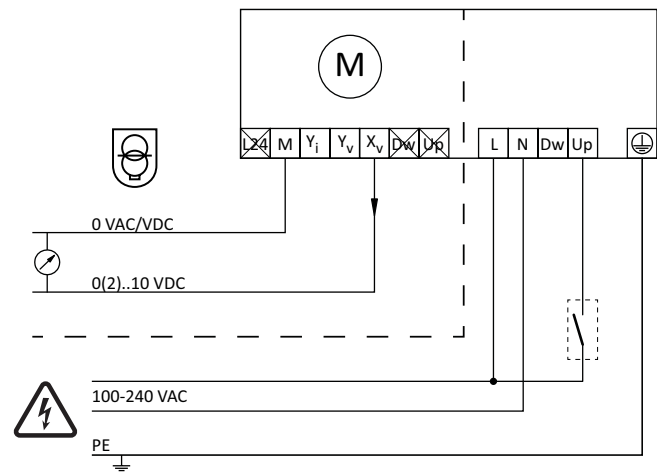 M
L24 M Yi Yv Xv Dw Up L N Dw Up
0 VAC/VDC
0(2)..10 VDC
100-240 VAC
PE